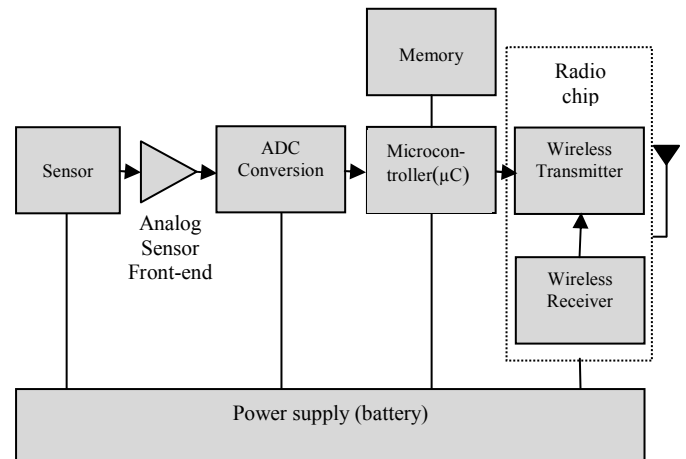 Memory
Radio
chip
Sensor
Analog
Sensor
Front-end
ADC
Conversion
Microcon-
troller(µC)
Wireless
Transmitter
Wireless
Receiver
Power supply (battery)